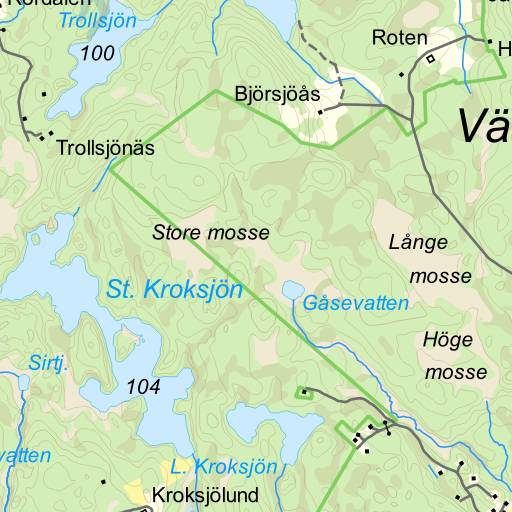 Kordalen
Trollsjön
100
Roten
H
Björsjöås
Vä
Trollsjönäs
Store mosse
Långe
mosse
St. Kroksjön
Gåsevatten
Höge
mosse
Sirtj.
104
vatten
L. Kroksjön
Kroksjölund